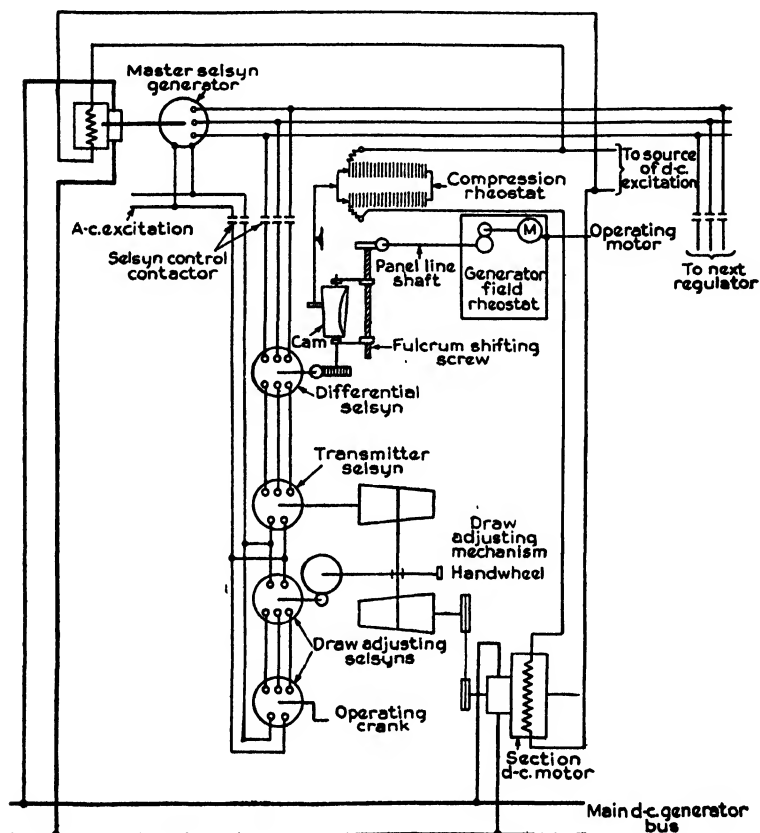 Master selsyn
generator
A-c.excitation
Selsyn control
contactor
Compression
rheostat
To source
of d-c.
excitation
Operating
motor
M
Panel line
shaft
Generator
field
rheostat
To next
regulator
Cam
Fulcrum shifting
screw
Differential
selsyn
Transmitter
selsyn
Draw
adjusting
mechanism
Handwheel
Draw adjusting
selsyns
Operating
crank
Section
d-c.motor
Main d-c.generator
bus